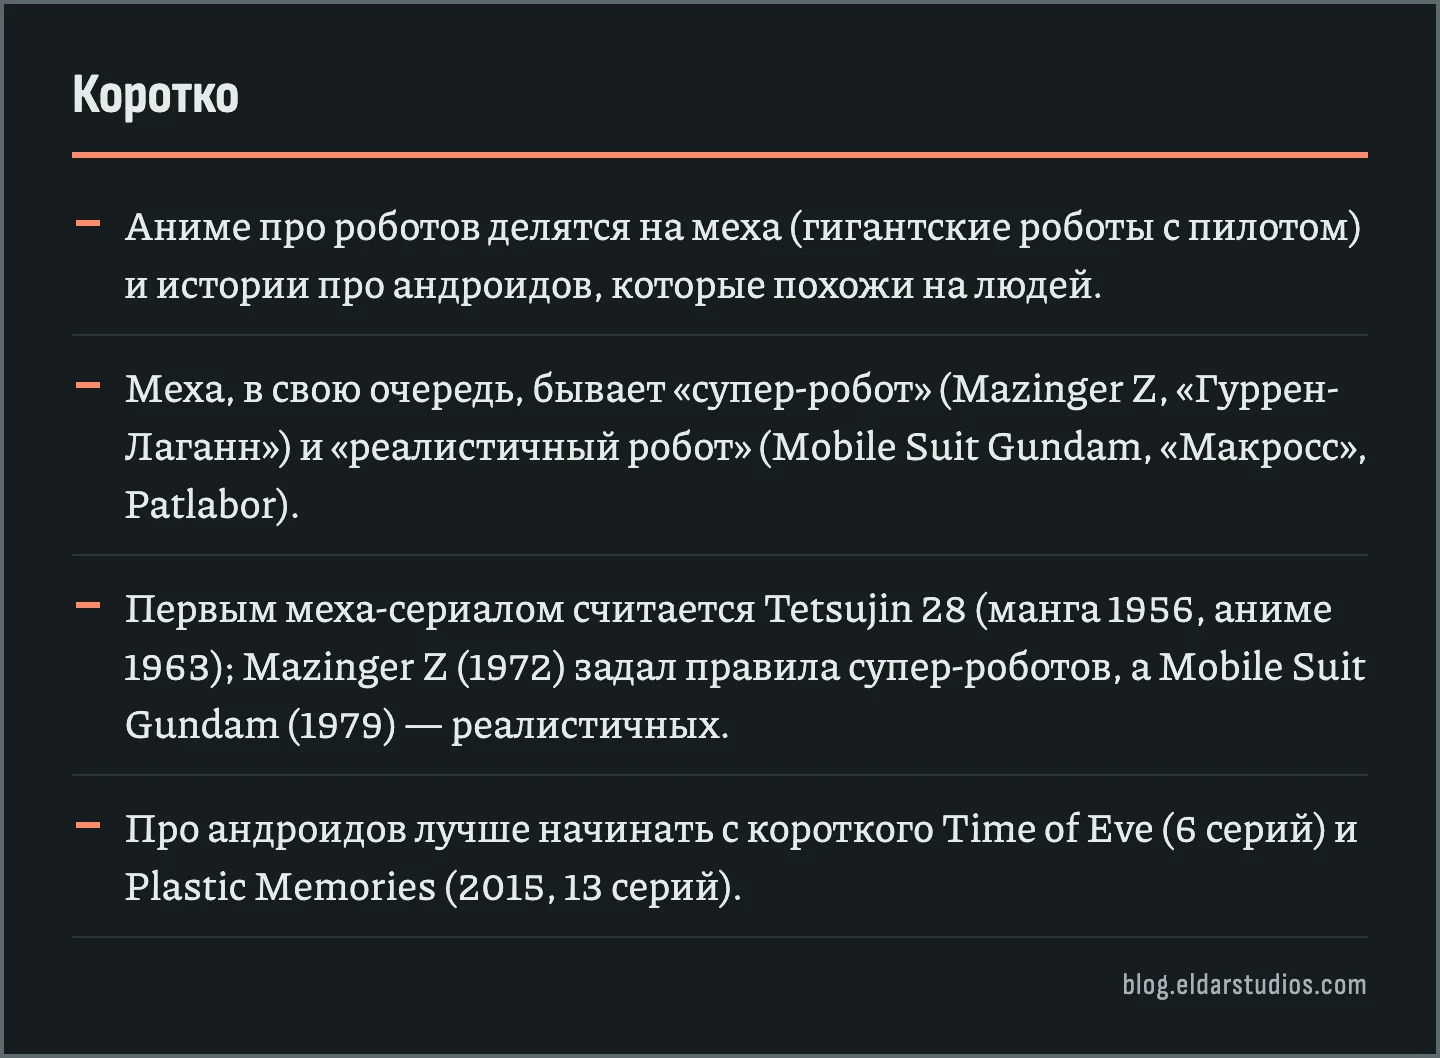 Коротко
Аниме про роботов делятся на меха (гигантские роботы с пилотом)
и истории про андроидов, которые похожи на людей.
Меха, в свою очередь, бывает «супер-робот» (Mazinger Z, «Гуррен-
Лаганн») и «реалистичный робот» (Mobile Suit Gundam, «Макросс»,
Patlabor).
Первым меха-сериалом считается Tetsujin 28 (манга 1956, аниме
1963); Mazinger Z (1972) задал правила супер-роботов, а Mobile Suit
Gundam (1979) — реалистичных.
Про андроидов лучше начинать с короткого Time of Eve (6 серий) и
Plastic Memories (2015, 13 серий).
blog.eldarstudios.com